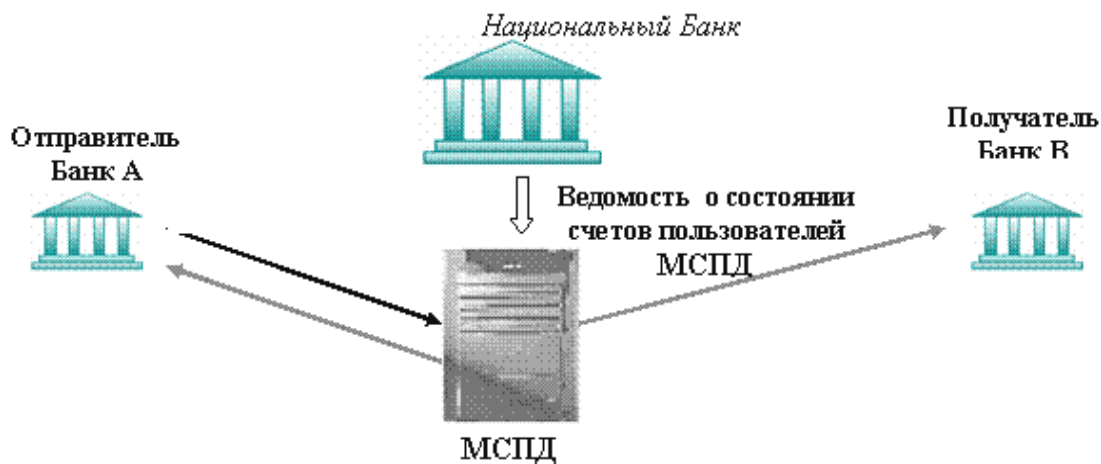 Национальный Банк
Отправитель
Банк А
Получатель
Банк В
Ведомость о состоянии
счетов пользователей
МСПД
МСПД